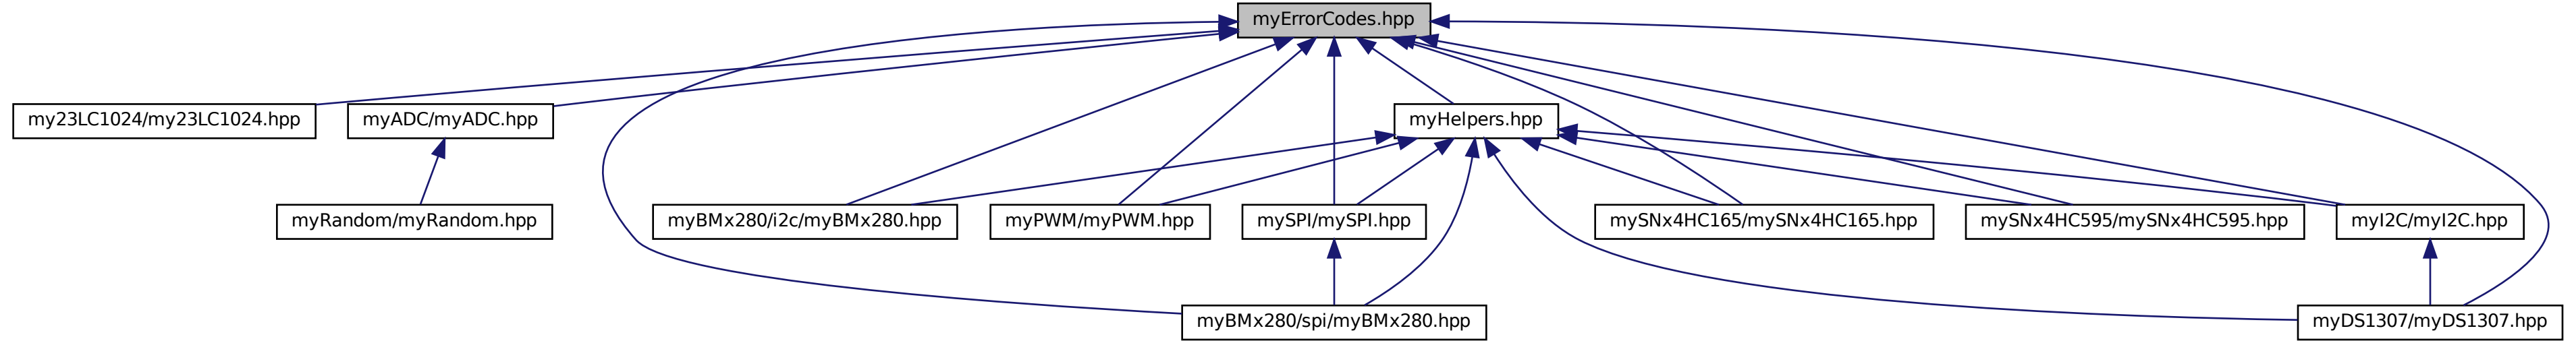 myErrorCodes.hpp
my23LC1024/my23LC1024.hpp
myADC/myADC.hpp
myHelpers.hpp
myRandom/myRandom.hpp
myBMx280/i2c/myBMx280.hpp
myPWM/myPWM.hpp
mySPI/mySPI.hpp
mySNx4HC165/mySNx4HC165.hpp
mySNx4HC595/mySNx4HC595.hpp
myI2C/myI2C.hpp
myBMx280/spi/myBMx280.hpp
myDS1307/myDS1307.hpp